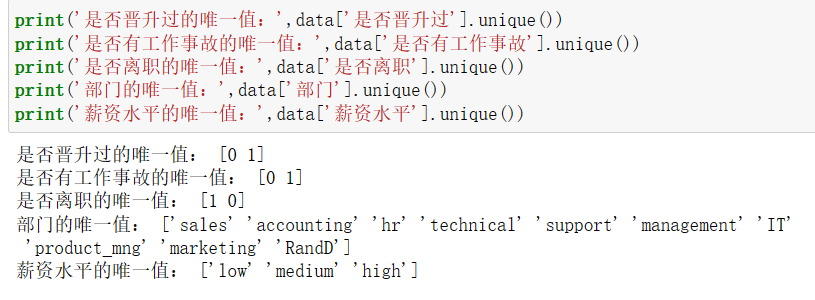 print('是否晋升过的唯一值：',data['是否晋升过'].unique())
print('是否有工作事故的唯一值：',data['是否有工作事故'].unique())
print('是否离职的唯一值：',data['是否离职'].unique())
print('部门的唯一值：',data['部门'].unique())
print('薪资水平的唯一值：',data['薪资水平'].unique())
是否晋升过的唯一值： [0 1]
是否有工作事故的唯一值： [0 1]
是否离职的唯一值： [1 0]
部门的唯一值： ['sales' 'accounting' 'hr' 'technical' 'support' 'management' 'IT'
 'product_mng' 'marketing' 'RandD']
薪资水平的唯一值： ['low' 'medium' 'high']